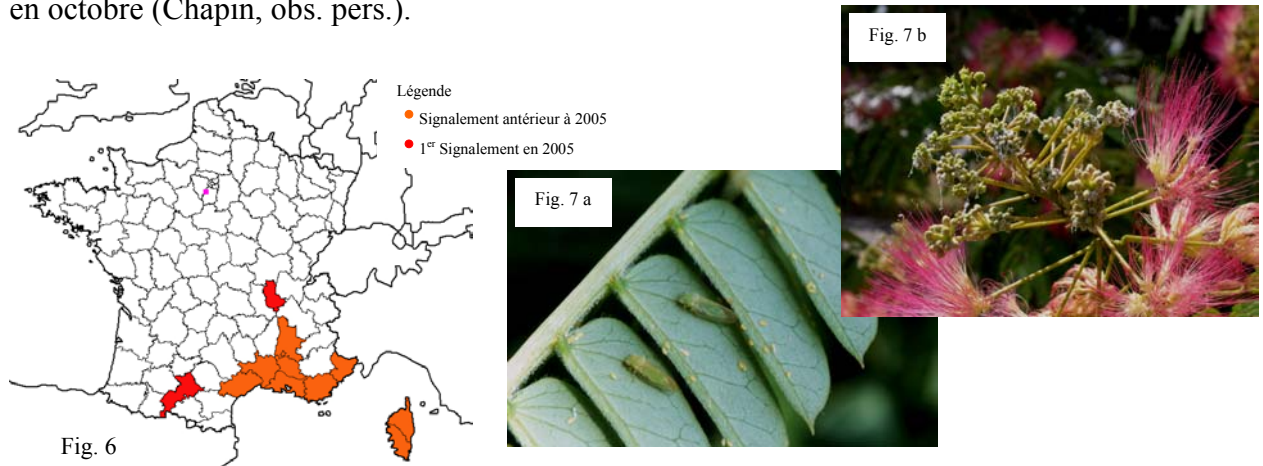 en octobre (Chapin, obs. pers.).
Fig. 7 b
Légende
Signalement antérieur à 2005
1er Signalement en 2005
Fig. 7 a
Fig. 6